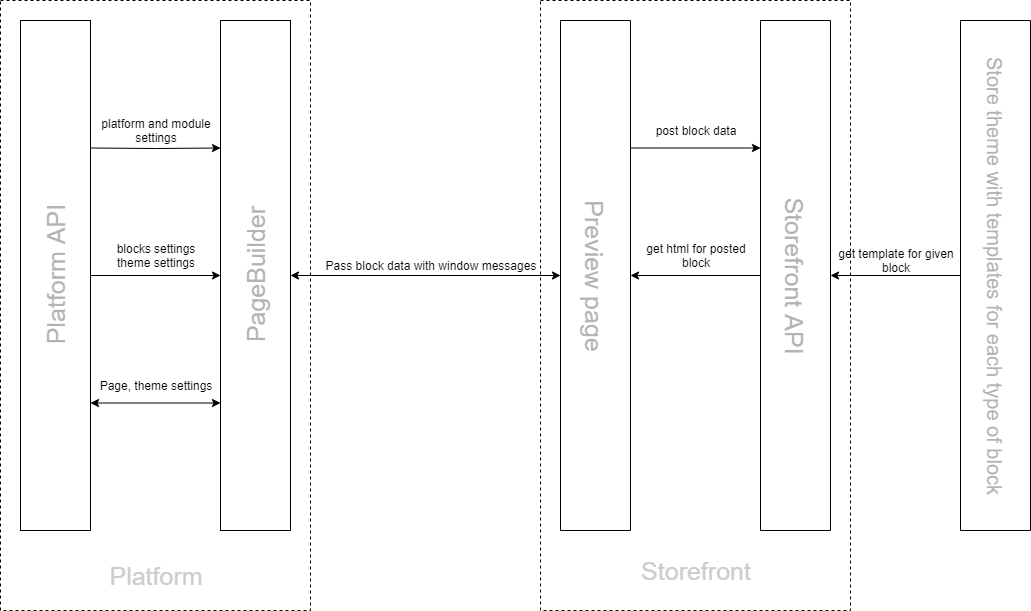 platform and module
settings
blocks settings
theme settings
Page, theme settings
Platform API
PageBuilder
Platform
Pass block data with window messages
post block data
get html for posted
block
Preview page
Storefront API
Storefront
get template for given
block
Store theme with templates for each type of block